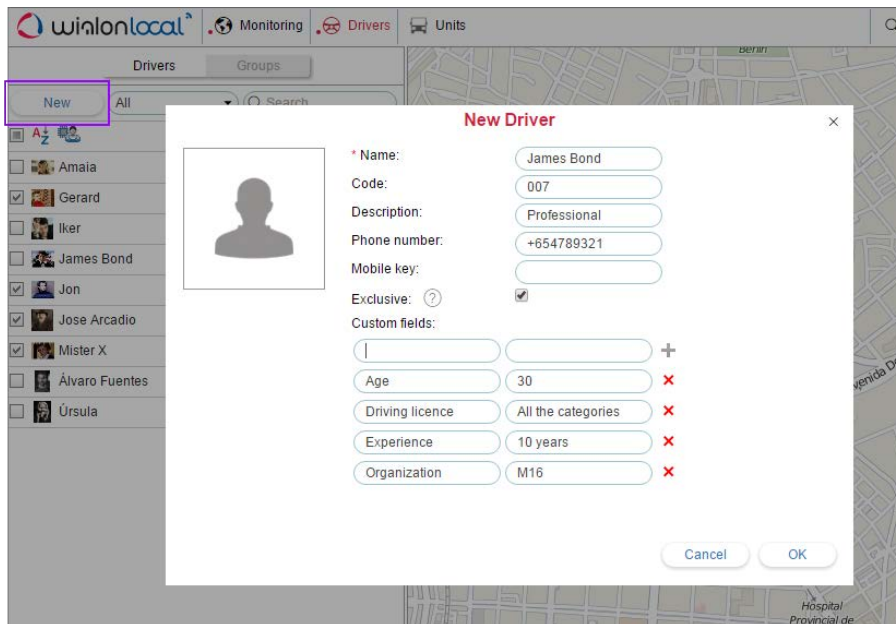 wialonlocal Monitoring Drivers Units
Drivers Groups
Berlín
New All Search
New Driver
A Z
* Name: James Bond
Code: 007
Description: Professional
Phone number: +654789321
Mobile key:
Exclusive: ?
Custom fields:
Age 30
Driving licence All the categories
Experience 10 years
Organization M16
Cancel OK
Amaia
Gerard
Iker
James Bond
Jon
Jose Arcadio
Mister X
Álvaro Fuentes
Úrsula
venida D
Hospital
Provincial de